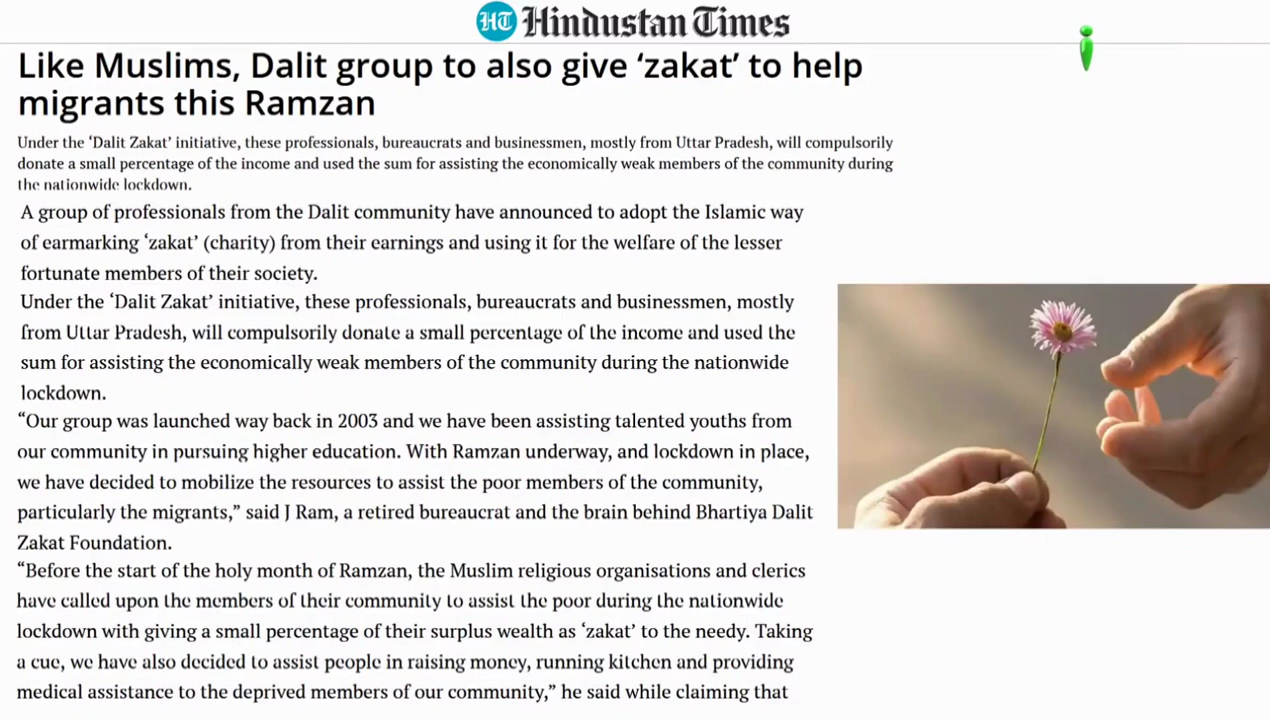 HT Hindustan Times
Like Muslims, Dalit group to also give ‘zakat’ to help
migrants this Ramzan
Under the ‘Dalit Zakat’ initiative, these professionals, bureaucrats and businessmen, mostly from Uttar Pradesh, will compulsorily
donate a small percentage of the income and used the sum for assisting the economically weak members of the community during
the nationwide lockdown.
A group of professionals from the Dalit community have announced to adopt the Islamic way
of earmarking ‘zakat’ (charity) from their earnings and using it for the welfare of the lesser
fortunate members of their society.
Under the ‘Dalit Zakat’ initiative, these professionals, bureaucrats and businessmen, mostly
from Uttar Pradesh, will compulsorily donate a small percentage of the income and used the
sum for assisting the economically weak members of the community during the nationwide
lockdown.
“Our group was launched way back in 2003 and we have been assisting talented youths from
our community in pursuing higher education. With Ramzan underway, and lockdown in place,
we have decided to mobilize the resources to assist the poor members of the community,
particularly the migrants,” said J Ram, a retired bureaucrat and the brain behind Bhartiya Dalit
Zakat Foundation.
“Before the start of the holy month of Ramzan, the Muslim religious organisations and clerics
have called upon the members of their community to assist the poor during the nationwide
lockdown with giving a small percentage of their surplus wealth as ‘zakat’ to the needy. Taking
a cue, we have also decided to assist people in raising money, running kitchen and providing
medical assistance to the deprived members of our community,” he said while claiming that